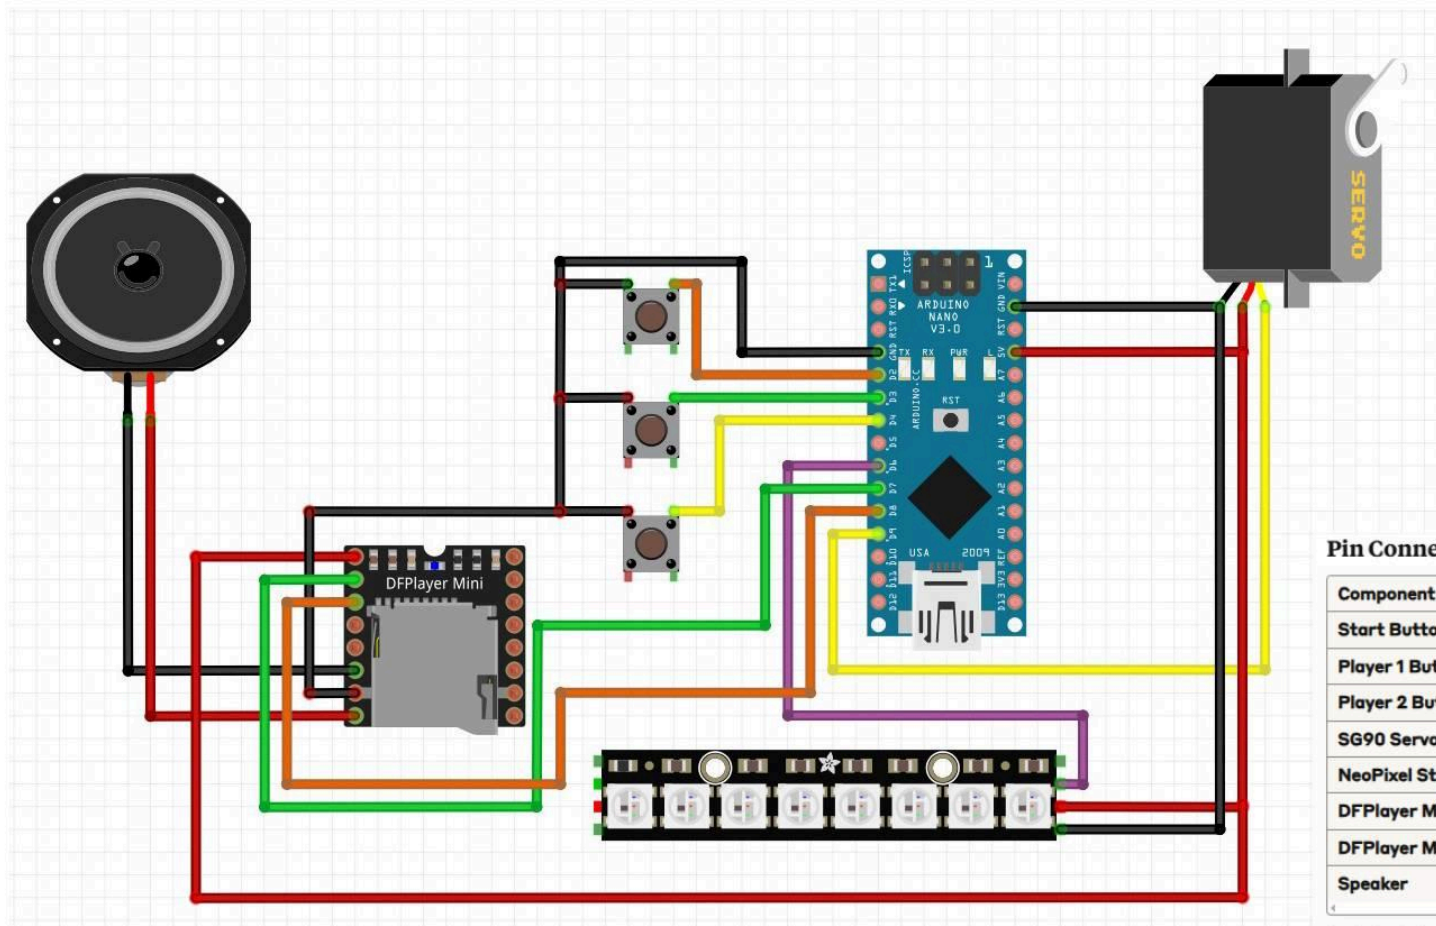 SERVO
ICSP
1
TX1
RX0
RST
GND
D2
D3
D4
D5
D6
D7
D8
D9
D10
D11
D12
ARDUINO
NANO
V3.0
TX
RX
PWR
L
ARDUINO.CC
RST
USA
2009
VIN
GND
RST
5V
A7
A6
A5
A4
A3
A2
A1
A0
REF
3V3
D13
DFPlayer Mini
Pin Conne
Component
Start Butto
Player 1 But
Player 2 Bu
SG90 Servo
NeoPixel St
DFPlayer M
DFPlayer M
Speaker